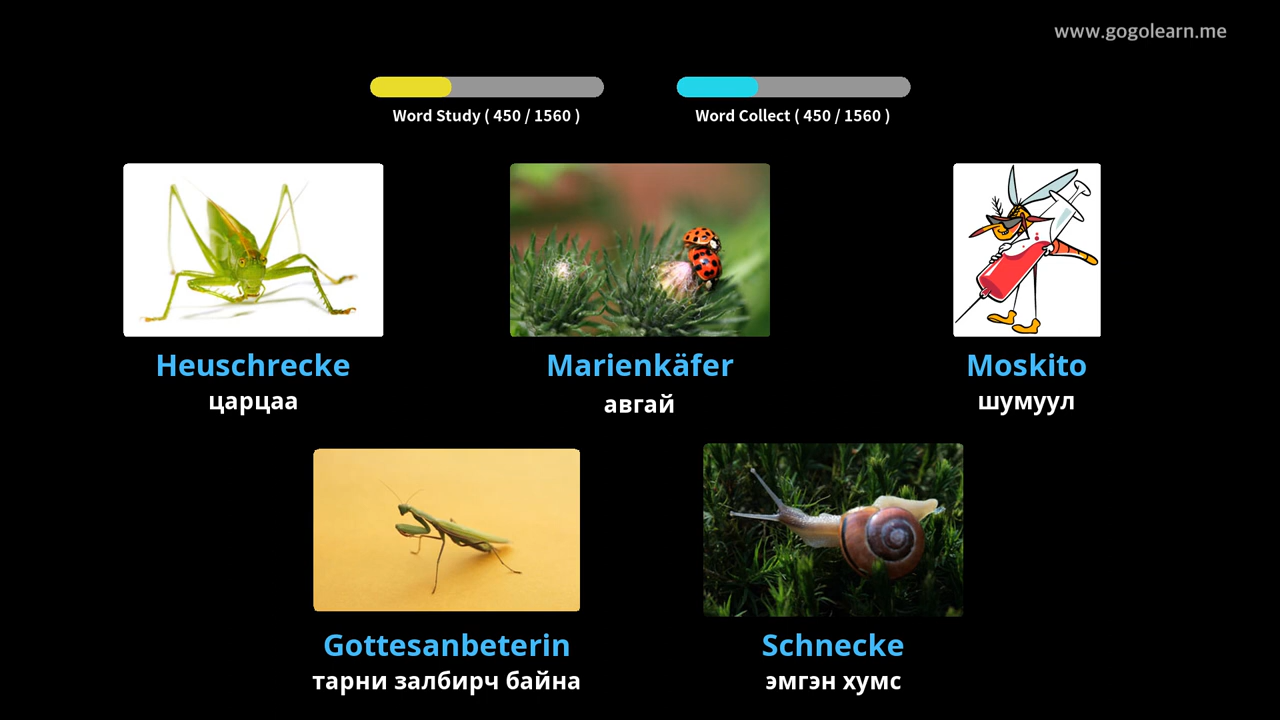 www.gogolearn.me
Word Study ( 450 / 1560 )
Word Collect ( 450 / 1560 )
Heuschrecke
царцаа
Marienkäfer
авгай
Moskito
шумуул
Gottesanbeterin
тарни залбирч байна
Schnecke
эмгэн хумс